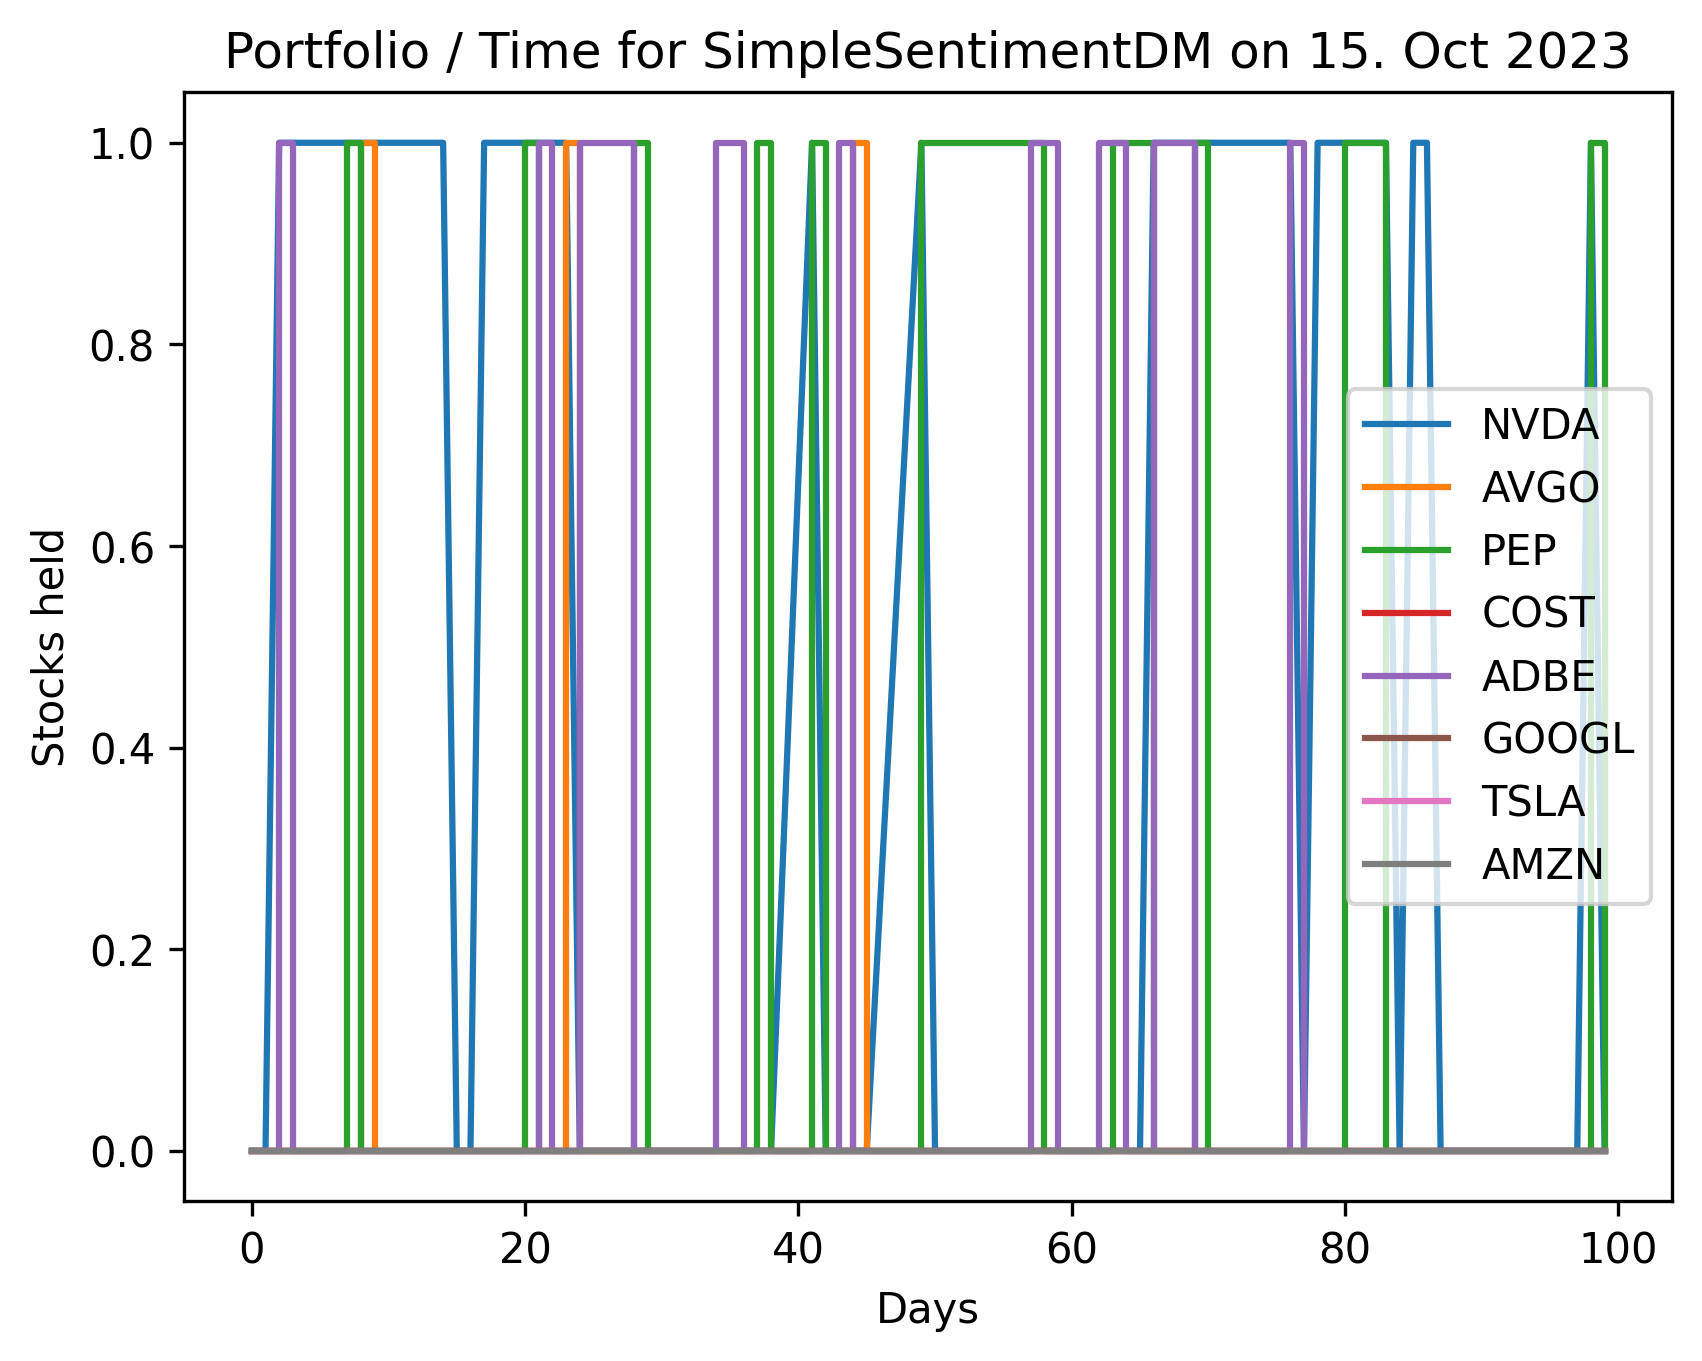 Portfolio / Time for SimpleSentimentDM on 15. Oct 2023
1.0
0.8
0.6
0.4
0.2
0.0
Stocks held
NVDA
AVGO
PEP
COST
ADBE
GOOGL
TSLA
AMZN
0 20 40 60 80 100
Days